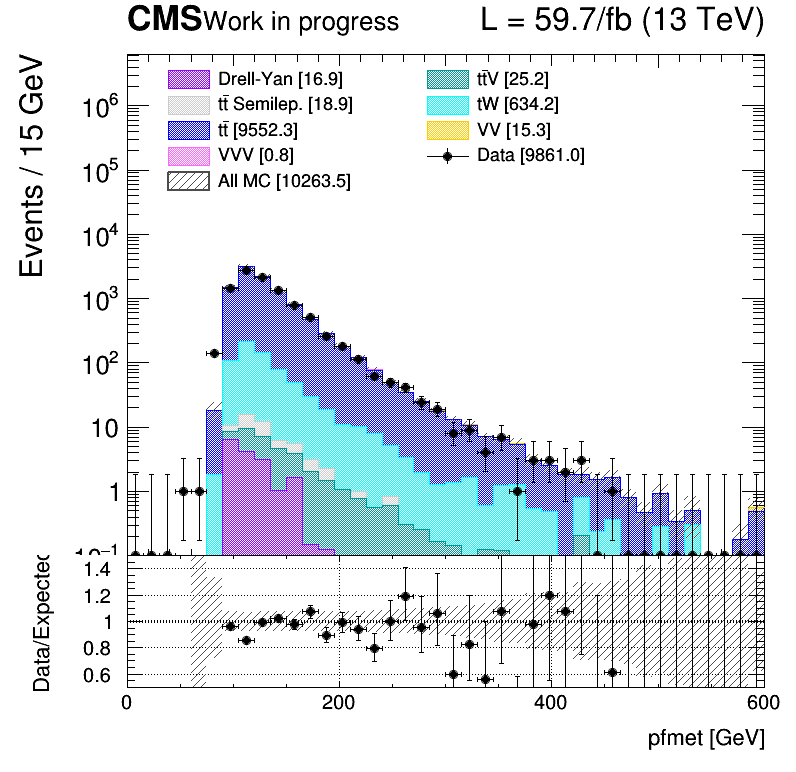 CMS Work in progress L = 59.7/fb (13 TeV)
Events / 15 GeV
Drell-Yan [16.9]
tt̄ Semilep. [18.9]
tt̄ [9552.3]
VVV [0.8]
All MC [10263.5]
tt̄V [25.2]
tW [634.2]
VV [15.3]
Data [9861.0]
10⁶
10⁵
10⁴
10³
10²
10
1
10⁻¹
Data/Expected
1.4
1.2
1
0.8
0.6
0 200 400 600
pfmet [GeV]